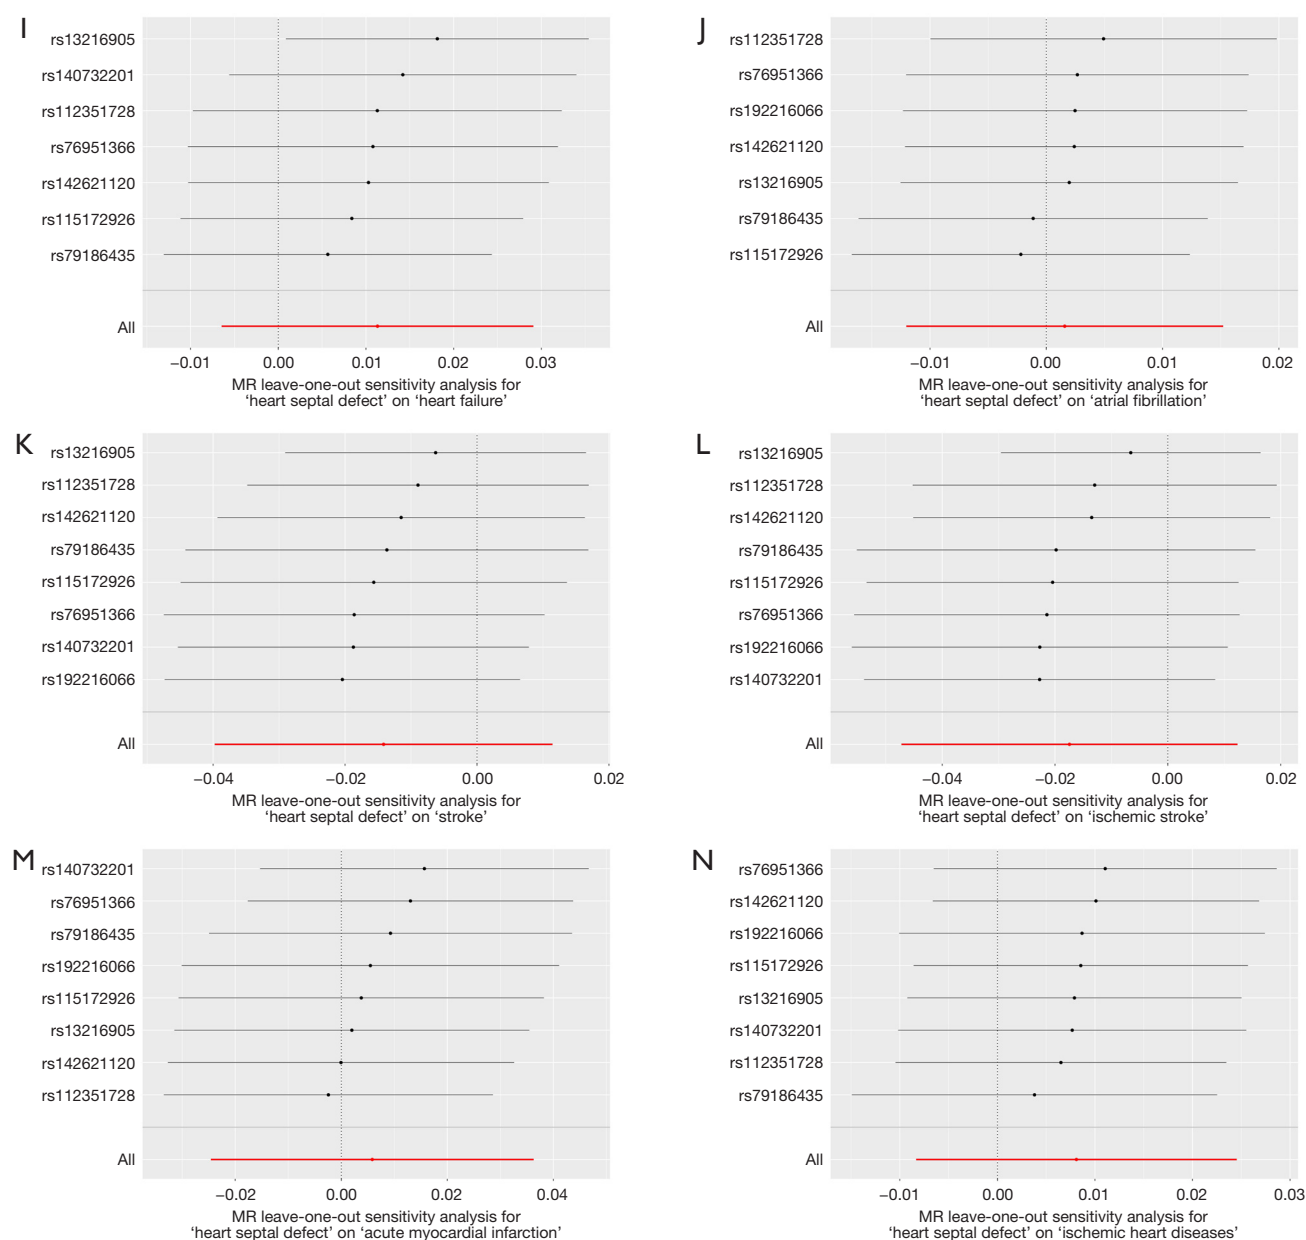 I
rs13216905
rs140732201
rs112351728
rs76951366
rs142621120
rs115172926
rs79186435
All
−0.01 0.00 0.01 0.02 0.03
MR leave-one-out sensitivity analysis for
‘heart septal defect’ on ‘heart failure’
J
rs112351728
rs76951366
rs192216066
rs142621120
rs13216905
rs79186435
rs115172926
All
−0.01 0.00 0.01 0.02
MR leave-one-out sensitivity analysis for
‘heart septal defect’ on ‘atrial fibrillation’
K
rs13216905
rs112351728
rs142621120
rs79186435
rs115172926
rs76951366
rs140732201
rs192216066
All
−0.04 −0.02 0.00 0.02
MR leave-one-out sensitivity analysis for
‘heart septal defect’ on ‘stroke’
L
rs13216905
rs112351728
rs142621120
rs79186435
rs115172926
rs76951366
rs192216066
rs140732201
All
−0.04 −0.02 0.00 0.02
MR leave-one-out sensitivity analysis for
‘heart septal defect’ on ‘ischemic stroke’
M
rs140732201
rs76951366
rs79186435
rs192216066
rs115172926
rs13216905
rs142621120
rs112351728
All
−0.02 0.00 0.02 0.04
MR leave-one-out sensitivity analysis for
‘heart septal defect’ on ‘acute myocardial infarction’
N
rs76951366
rs142621120
rs192216066
rs115172926
rs13216905
rs140732201
rs112351728
rs79186435
All
−0.01 0.00 0.01 0.02 0.03
MR leave-one-out sensitivity analysis for
‘heart septal defect’ on ‘ischemic heart diseases’